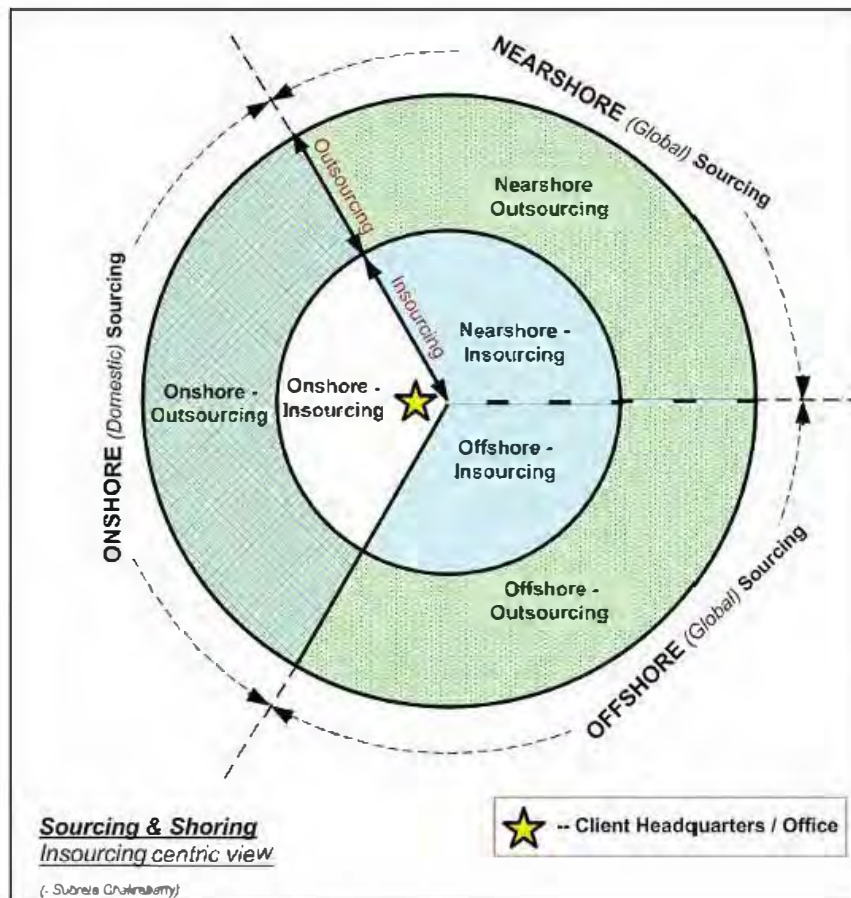 NEARSHORE (Global) Sourcing
Outsourcing
Nearshore
Outsourcing
Insourcing
Nearshore -
Insourcing
ONSHORE (Domestic) Sourcing
Onshore -
Outsourcing
Onshore -
Insourcing
Offshore -
Insourcing
Offshore -
Outsourcing
OFFSHORE (Global) Sourcing
Sourcing & Shoring
Insourcing centric view
-- Client Headquarters / Office